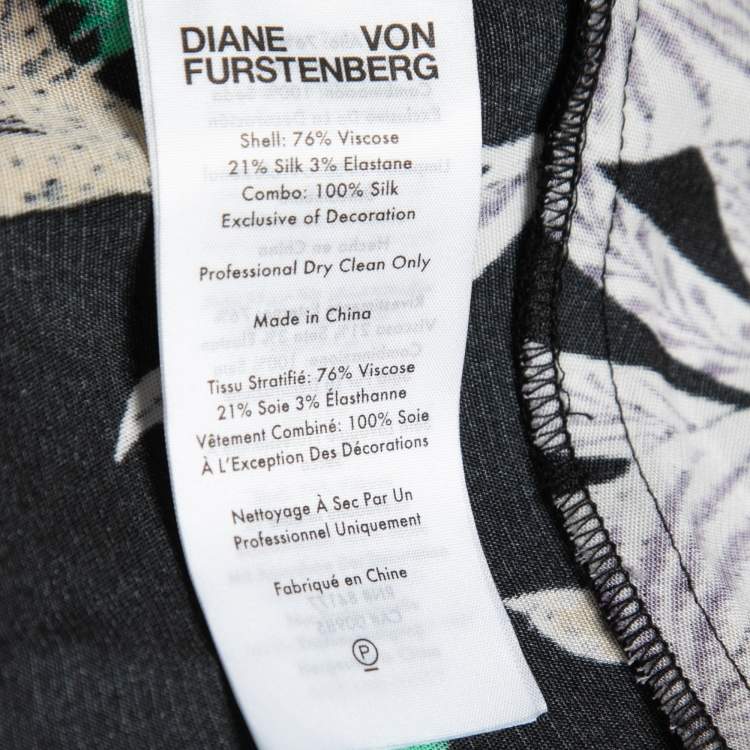 DIANE VON
FURSTENBERG
Shell: 76% Viscose
21% Silk 3% Elastane
Combo: 100% Silk
Exclusive of Decoration
Professional Dry Clean Only
Made in China
Tissu Stratifié: 76% Viscose
21% Soie 3% Élasthanne
Vêtement Combiné: 100% Soie
À L'Exception Des Décorations
Nettoyage À Sec Par Un
Professionnel Uniquement
Fabriqué en Chine
P